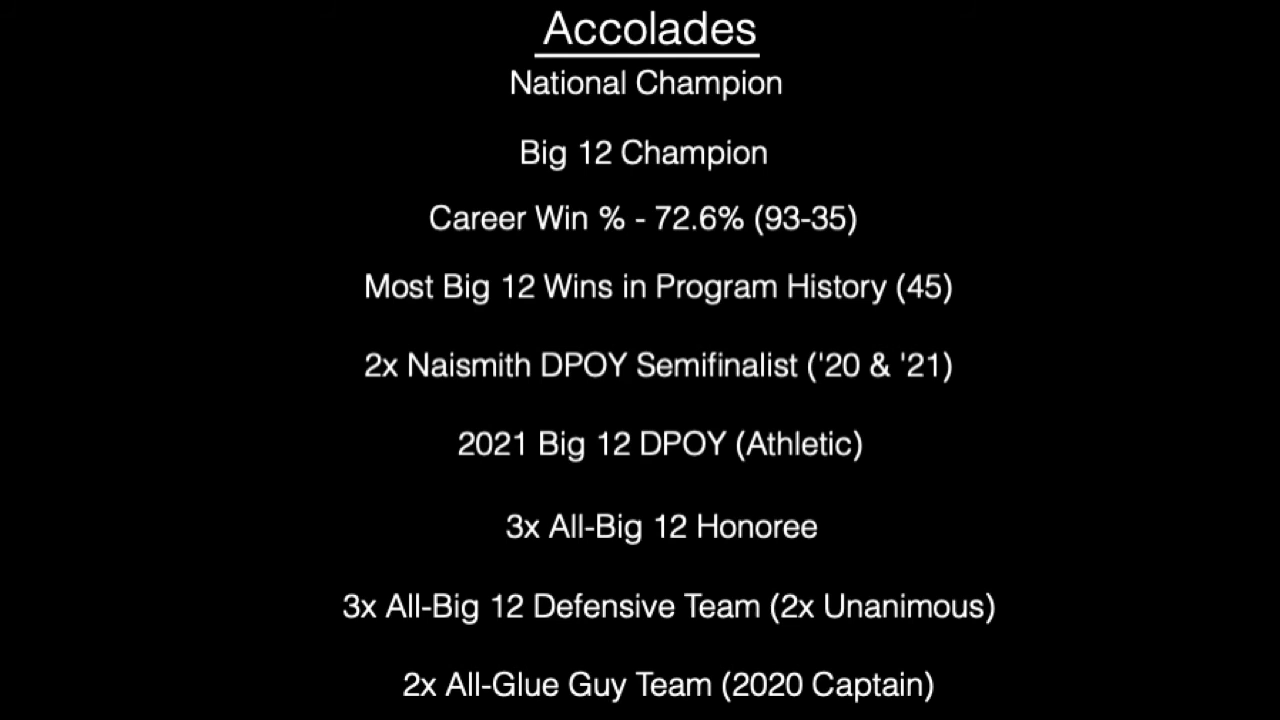 Accolades
National Champion
Big 12 Champion
Career Win % - 72.6% (93-35)
Most Big 12 Wins in Program History (45)
2x Naismith DPOY Semifinalist ('20 & '21)
2021 Big 12 DPOY (Athletic)
3x All-Big 12 Honoree
3x All-Big 12 Defensive Team (2x Unanimous)
2x All-Glue Guy Team (2020 Captain)